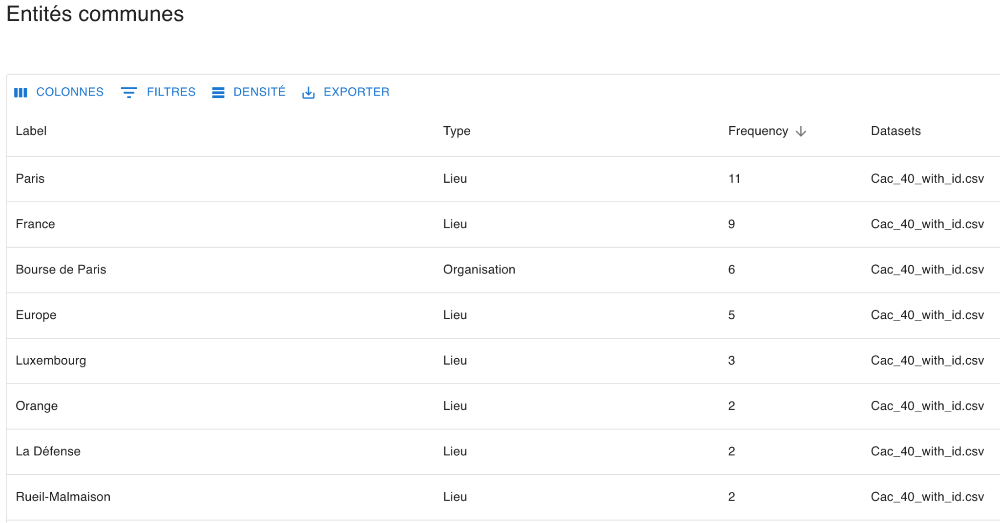 Entités communes
COLONNES FILTRES DENSITÉ EXPORTER
Label Type Frequency Datasets
Paris Lieu 11 Cac_40_with_id.csv
France Lieu 9 Cac_40_with_id.csv
Bourse de Paris Organisation 6 Cac_40_with_id.csv
Europe Lieu 5 Cac_40_with_id.csv
Luxembourg Lieu 3 Cac_40_with_id.csv
Orange Lieu 2 Cac_40_with_id.csv
La Défense Lieu 2 Cac_40_with_id.csv
Rueil-Malmaison Lieu 2 Cac_40_with_id.csv